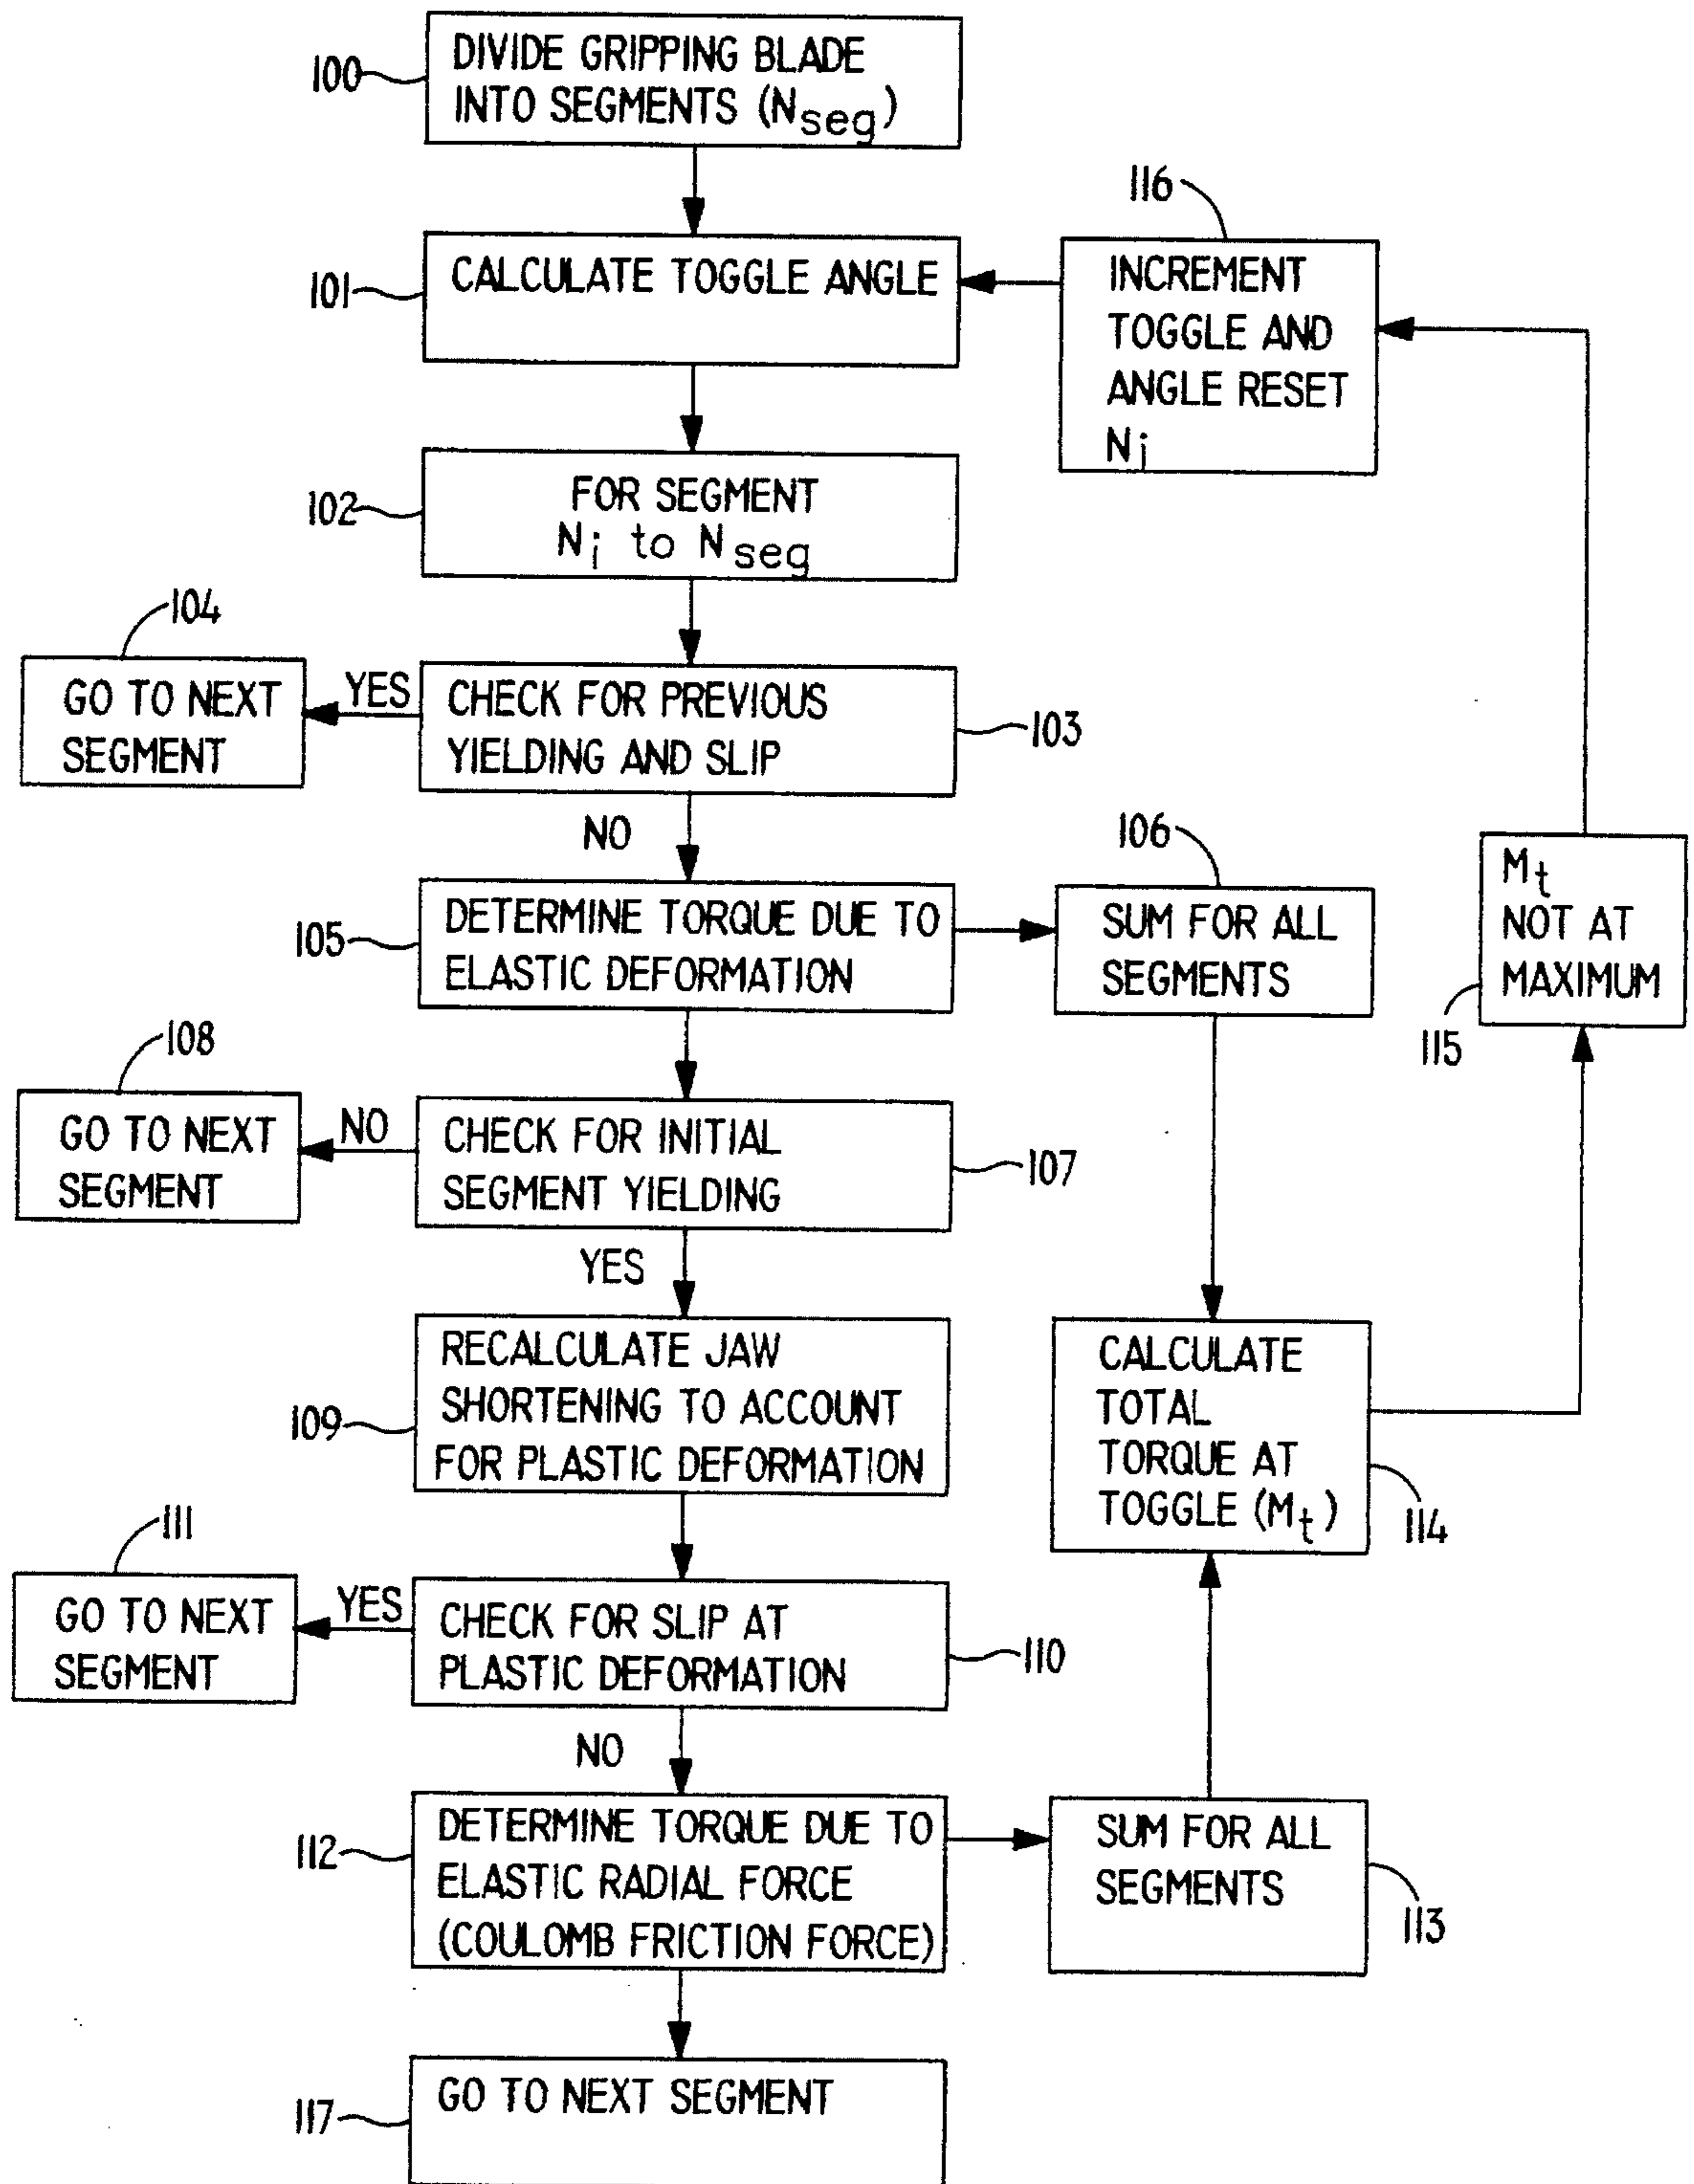 100
DIVIDE GRIPPING BLADE
INTO SEGMENTS (Nseg)
116
101
CALCULATE TOGGLE ANGLE
INCREMENT
TOGGLE AND
ANGLE RESET
Ni
102
FOR SEGMENT
Ni to Nseg
104
GO TO NEXT
SEGMENT
YES
CHECK FOR PREVIOUS
YIELDING AND SLIP
103
NO
106
105
DETERMINE TORQUE DUE TO
ELASTIC DEFORMATION
SUM FOR ALL
SEGMENTS
Mt
NOT AT
MAXIMUM
115
108
GO TO NEXT
SEGMENT
NO
CHECK FOR INITIAL
SEGMENT YIELDING
107
YES
109
RECALCULATE JAW
SHORTENING TO ACCOUNT
FOR PLASTIC DEFORMATION
CALCULATE
TOTAL
TORQUE AT
TOGGLE (Mt)
114
111
GO TO NEXT
SEGMENT
YES
CHECK FOR SLIP AT
PLASTIC DEFORMATION
110
NO
112
DETERMINE TORQUE DUE TO
ELASTIC RADIAL FORCE
(COULOMB FRICTION FORCE)
SUM FOR ALL
SEGMENTS
113
117
GO TO NEXT SEGMENT